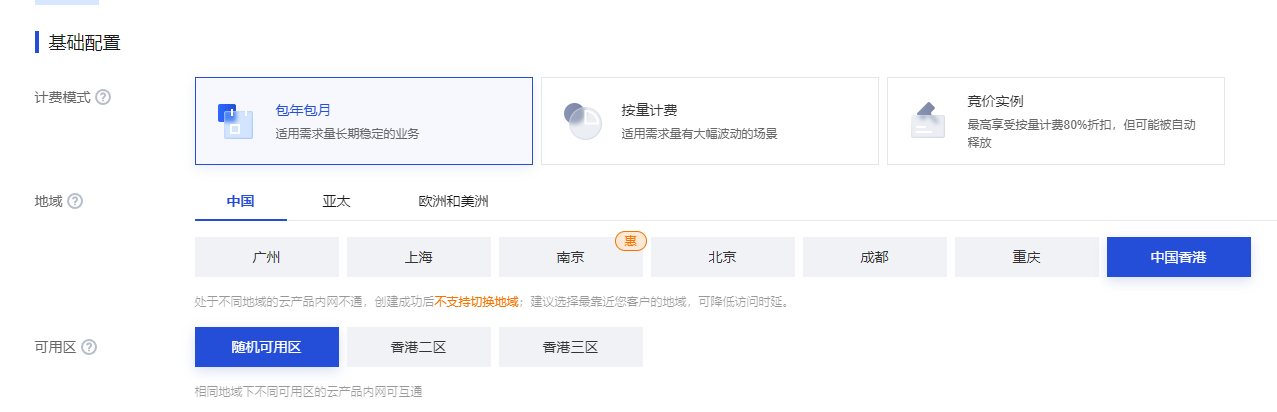 基础配置
计费模式 ?
包年包月
适用需求量长期稳定的业务
按量计费
适用需求量有大幅波动的场景
竞价实例
最高享受按量计费80%折扣，但可能被自动
释放
地域 ?
中国 亚太 欧洲和美洲
广州 上海 南京 惠 北京 成都 重庆 中国香港
处于不同地域的云产品内网不通，创建成功后不支持切换地域；建议选择最靠近您客户的地域，可降低访问时延。
可用区 ?
随机可用区 香港二区 香港三区
相同地域下不同可用区的云产品内网可互通